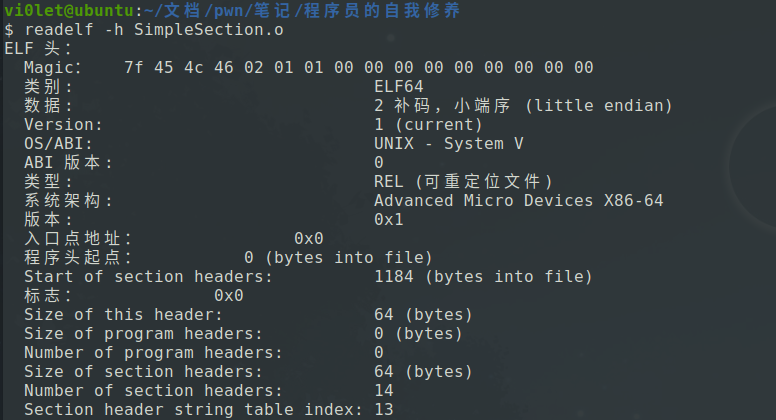 vi0let@ubuntu:~/文档/pwn/笔记/程序员的自我修养
$ readelf -h SimpleSection.o
ELF 头：
  Magic：   7f 45 4c 46 02 01 01 00 00 00 00 00 00 00 00 00
  类别:                              ELF64
  数据:                              2 补码，小端序 (little endian)
  Version:                           1 (current)
  OS/ABI:                            UNIX - System V
  ABI 版本:                          0
  类型:                              REL (可重定位文件)
  系统架构:                          Advanced Micro Devices X86-64
  版本:                              0x1
  入口点地址：               0x0
  程序头起点：          0 (bytes into file)
  Start of section headers:          1184 (bytes into file)
  标志：             0x0
  Size of this header:               64 (bytes)
  Size of program headers:           0 (bytes)
  Number of program headers:         0
  Size of section headers:           64 (bytes)
  Number of section headers:         14
  Section header string table index: 13